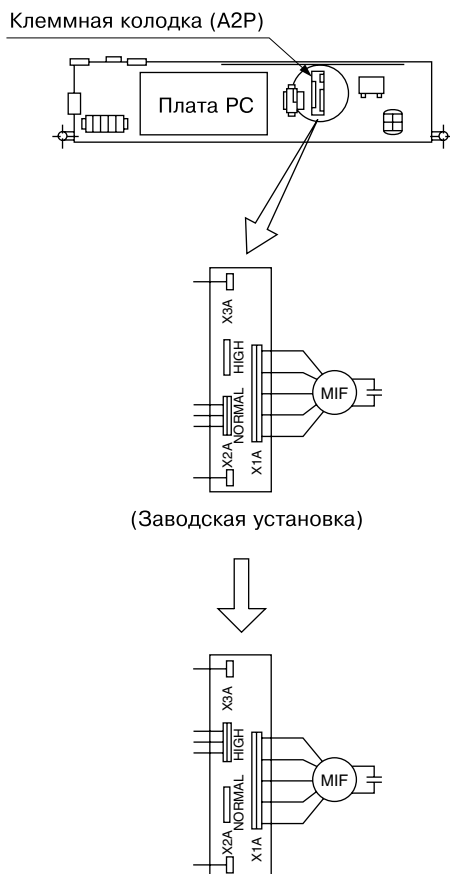 Клеммная колодка (A2P)
Плата PC
X3A
HIGH
NORMAL
X2A
X1A
MIF
(Заводская установка)
X3A
HIGH
NORMAL
X2A
X1A
MIF